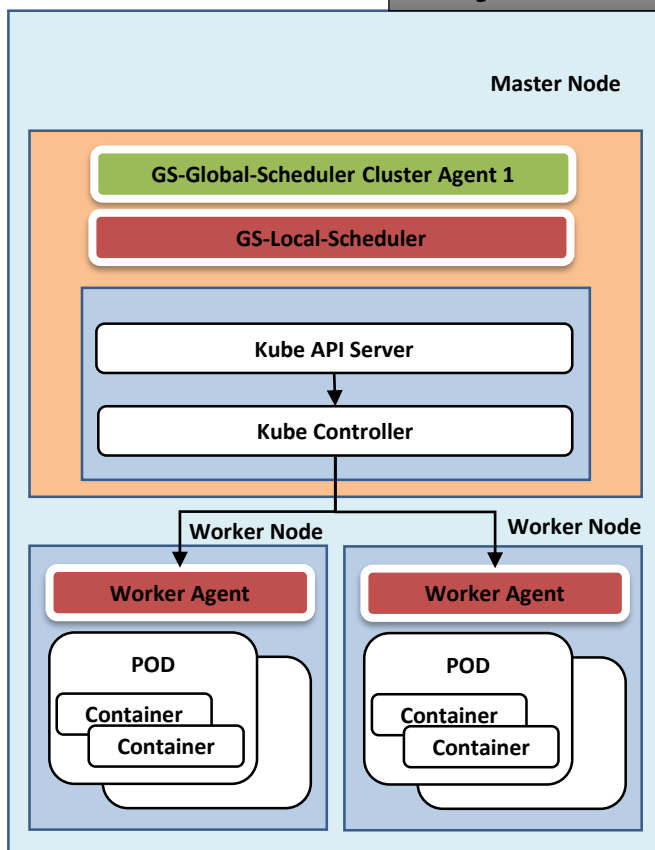 Master Node
GS-Global-Scheduler Cluster Agent 1
GS-Local-Scheduler
Kube API Server
Kube Controller
Worker Node
Worker Node
Worker Agent
Worker Agent
POD
POD
Container
Container
Container
Container